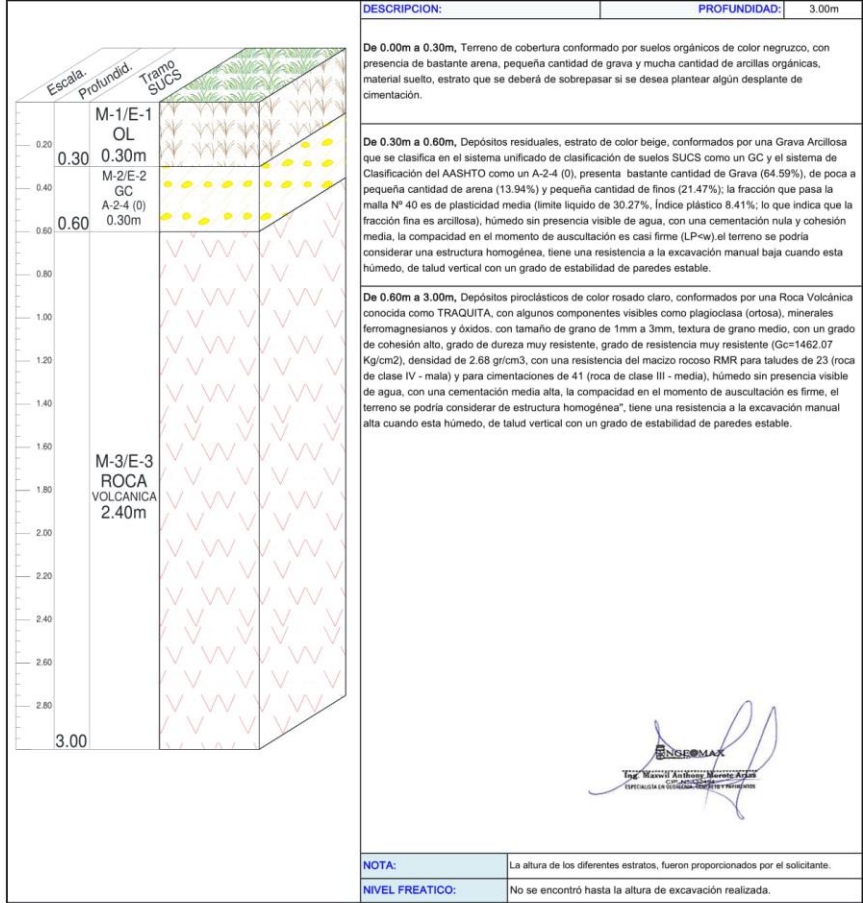 DESCRIPCION:
PROFUNDIDAD:
3.00m
Escala.
Profundid.
Tramo
SUCS
M-1/E-1
OL
0.30m
0.30
M-2/E-2
GC
A-2-4 (0)
0.30m
0.60
M-3/E-3
ROCA
VOLCANICA
2.40m
3.00
0.20
0.40
0.60
0.80
1.00
1.20
1.40
1.60
1.80
2.00
2.20
2.40
2.60
2.80
De 0.00m a 0.30m, Terreno de cobertura conformado por suelos orgánicos de color negruzco, con
presencia de bastante arena, pequeña cantidad de grava y mucha cantidad de arcillas orgánicas,
material suelto, estrato que se deberá de sobrepasar si se desea plantear algún desplante de
cimentación.
De 0.30m a 0.60m, Depósitos residuales, estrato de color beige, conformados por una Grava Arcillosa
que se clasifica en el sistema unificado de clasificación de suelos SUCS como un GC y el sistema de
Clasificación del AASHTO como un A-2-4 (0), presenta bastante cantidad de Grava (64.59%), de poca a
pequeña cantidad de arena (13.94%) y pequeña cantidad de finos (21.47%); la fracción que pasa la
malla Nº 40 es de plasticidad media (limite liquido de 30.27%, Índice plástico 8.41%; lo que indica que la
fracción fina es arcillosa), húmedo sin presencia visible de agua, con una cementación nula y cohesión
media, la compacidad en el momento de auscultación es casi firme (LP<w).el terreno se podría
considerar una estructura homogénea, tiene una resistencia a la excavación manual baja cuando esta
húmedo, de talud vertical con un grado de estabilidad de paredes estable.
De 0.60m a 3.00m, Depósitos piroclásticos de color rosado claro, conformados por una Roca Volcánica
conocida como TRAQUITA, con algunos componentes visibles como plagioclasa (ortosa), minerales
ferromagnesianos y óxidos. con tamaño de grano de 1mm a 3mm, textura de grano medio, con un grado
de cohesión alto, grado de dureza muy resistente, grado de resistencia muy resistente (Gc=1462.07
Kg/cm2), densidad de 2.68 gr/cm3, con una resistencia del macizo rocoso RMR para taludes de 23 (roca
de clase IV - mala) y para cimentaciones de 41 (roca de clase III - media), húmedo sin presencia visible
de agua, con una cementación media alta, la compacidad en el momento de auscultación es firme, el
terreno se podría considerar de estructura homogénea", tiene una resistencia a la excavación manual
alta cuando esta húmedo, de talud vertical con un grado de estabilidad de paredes estable.
INGEOMAX
Ing. Maxwil Anthony Morote Arias
ESPECIALISTA EN GEOTECNIA, CONCRETO Y PAVIMENTOS
NOTA:
La altura de los diferentes estratos, fueron proporcionados por el solicitante.
NIVEL FREATICO:
No se encontró hasta la altura de excavación realizada.